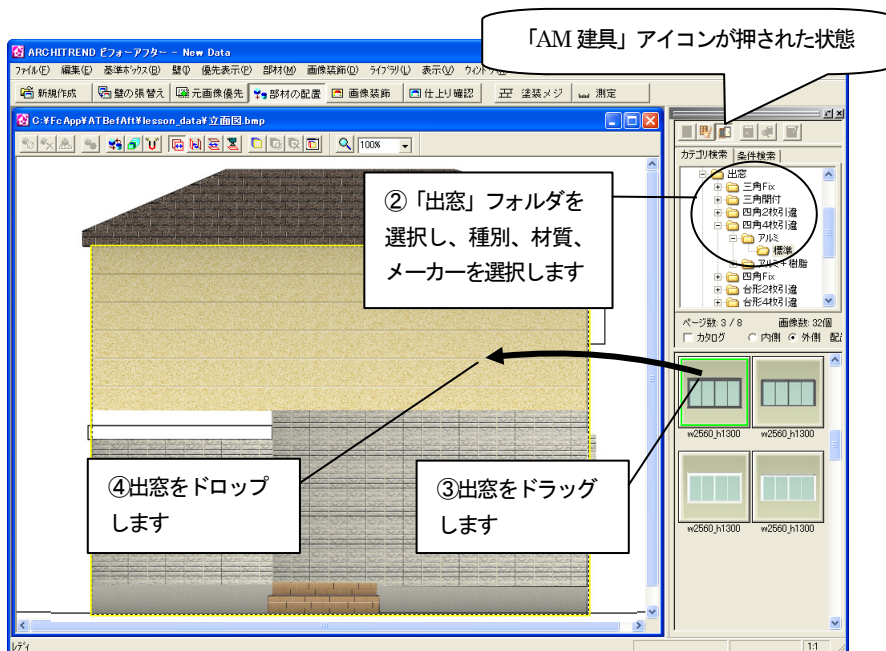 「AM 建具」アイコンが押された状態
ARCHITREND ビフォーアフター - New Data
ファイル(F) 編集(E) 基準ボックス(B) 壁(I) 優先表示(P) 部材(M) 画像装飾(D) ライブラリ(L) 表示(V)
新規作成 壁の張替え 元画像優先 部材の配置 画像装飾 仕上り確認 塗装メジ 測定
C:¥FcApp¥ATBefAft¥lesson_data¥立面図.bmp
100%
カテゴリ検索 条件検索
出窓
三角Fix
三角開付
四角2枚引違
四角4枚引違
アルミ
標準
アルミ+樹脂
四角Fix
台形2枚引違
台形4枚引違
②「出窓」フォルダを
選択し、種別、材質、
メーカーを選択します
ページ数: 3 / 8 画像数: 32個
カタログ 内側 外側
w2560_h1300 w2560_h1300
④出窓をドロップ
します
③出窓をドラッグ
します
w2560_h1300 w2560_h1300
レディ 1:1